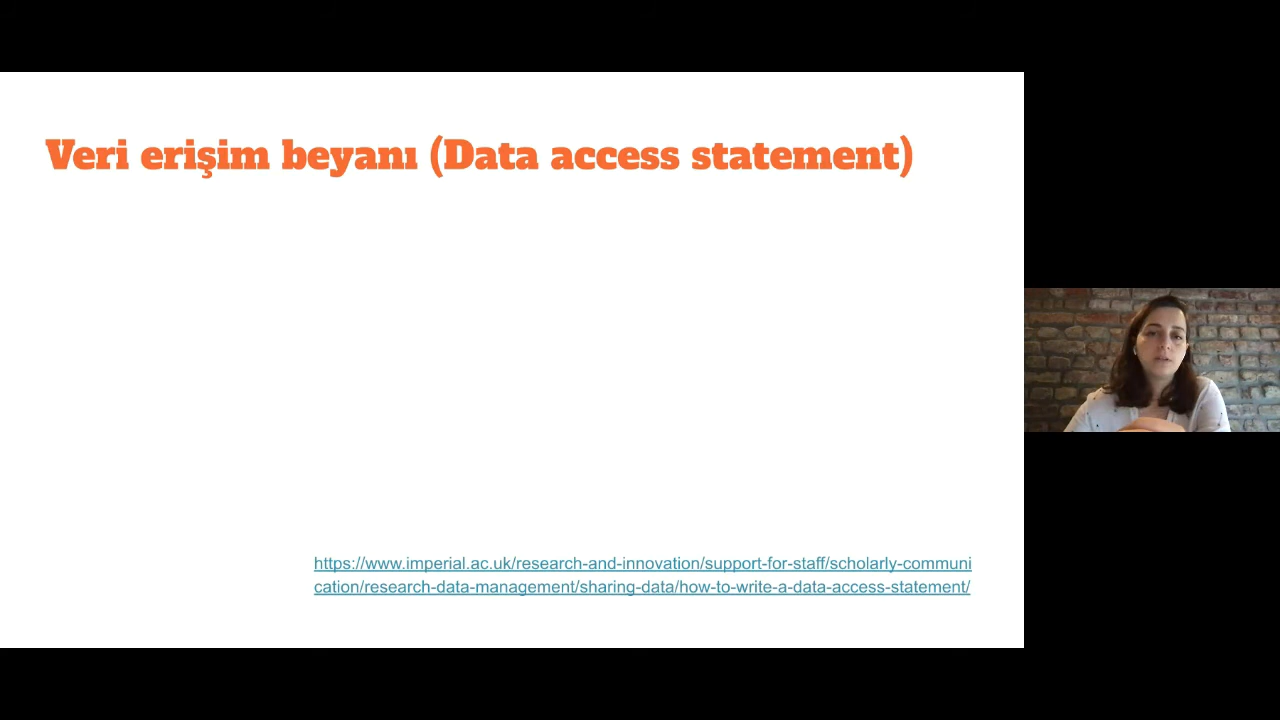 Veri erişim beyanı (Data access statement)
https://www.imperial.ac.uk/research-and-innovation/support-for-staff/scholarly-communi
cation/research-data-management/sharing-data/how-to-write-a-data-access-statement/